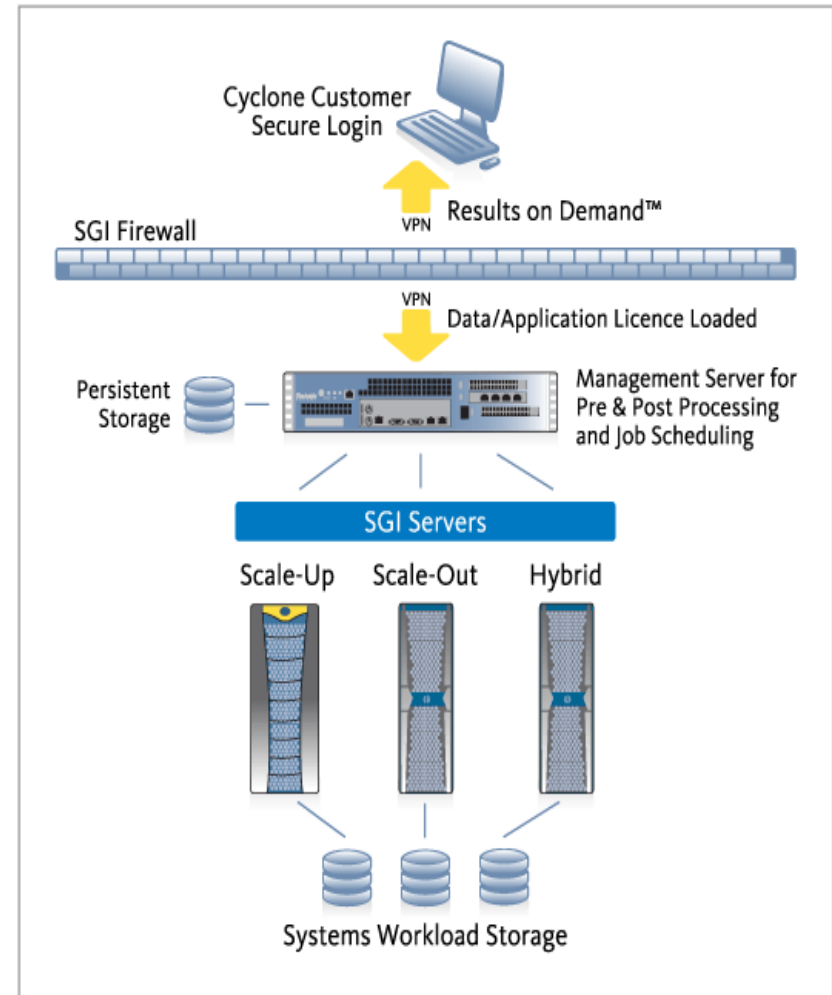 Cyclone Customer
Secure Login
VPN
Results on Demand™
SGI Firewall
VPN
Data/Application Licence Loaded
Persistent
Storage
Management Server for
Pre & Post Processing
and Job Scheduling
SGI Servers
Scale-Up
Scale-Out
Hybrid
Systems Workload Storage